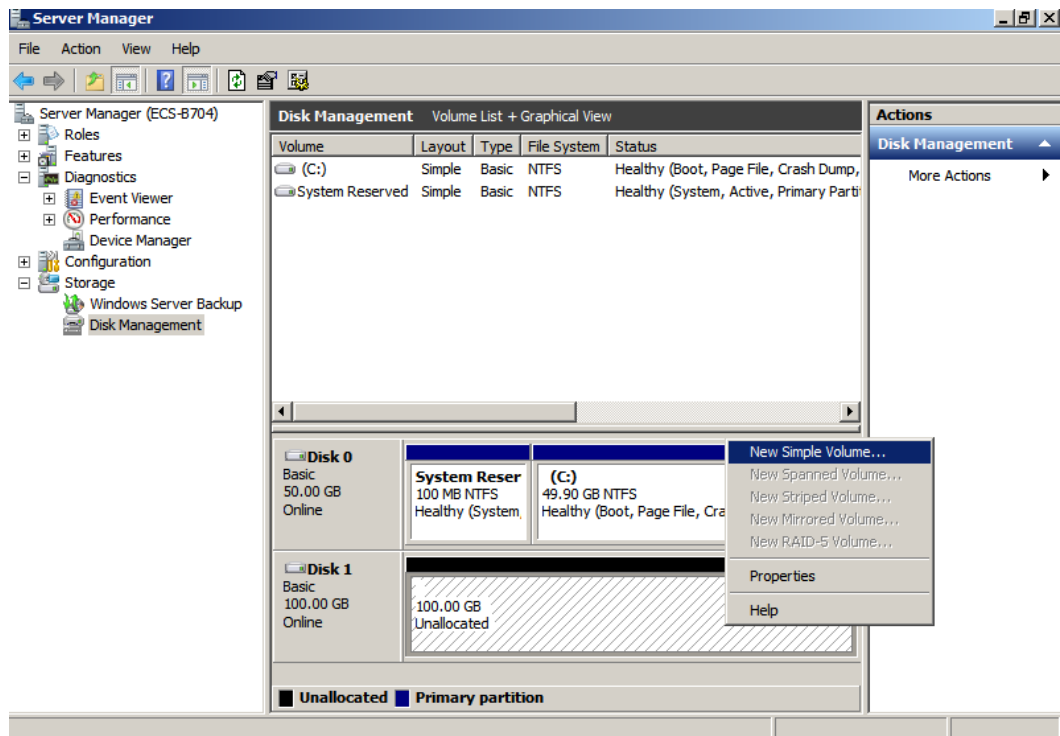 Server Manager
File Action View Help
Server Manager (ECS-B704)
Roles
Features
Diagnostics
Event Viewer
Performance
Device Manager
Configuration
Storage
Windows Server Backup
Disk Management
Disk Management Volume List + Graphical View
Volume Layout Type File System Status
(C:) Simple Basic NTFS Healthy (Boot, Page File, Crash Dump,
System Reserved Simple Basic NTFS Healthy (System, Active, Primary Parti
Disk 0
Basic
50.00 GB
Online
System Reser
100 MB NTFS
Healthy (System,
(C:)
49.90 GB NTFS
Healthy (Boot, Page File, Cra
Disk 1
Basic
100.00 GB
Online
100.00 GB
Unallocated
New Simple Volume...
New Spanned Volume...
New Striped Volume...
New Mirrored Volume...
New RAID-5 Volume...
Properties
Help
Unallocated Primary partition
Actions
Disk Management
More Actions